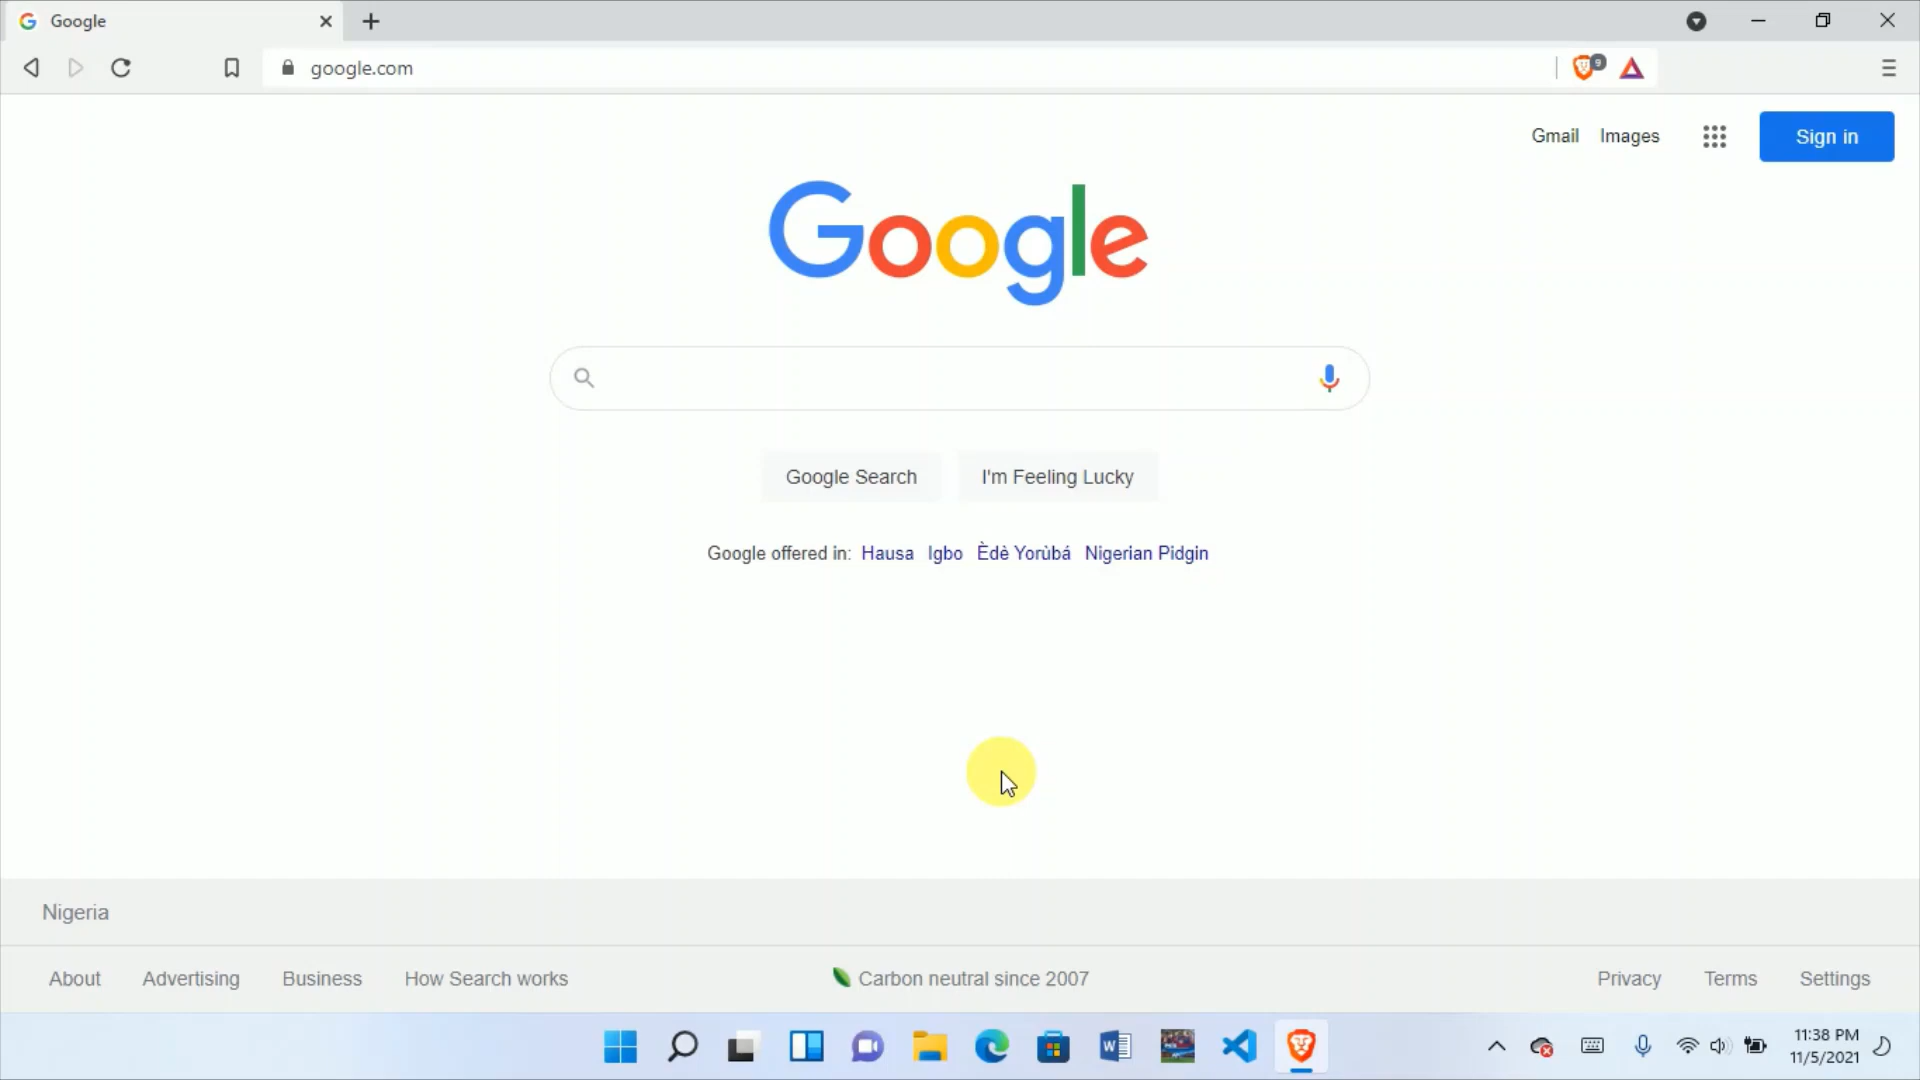 Google
google.com
9
Gmail Images Sign in
Google
Google Search I'm Feeling Lucky
Google offered in: Hausa Igbo Èdè Yorùbá Nigerian Pidgin
Nigeria
About Advertising Business How Search works Carbon neutral since 2007 Privacy Terms Settings
11:38 PM
11/5/2021